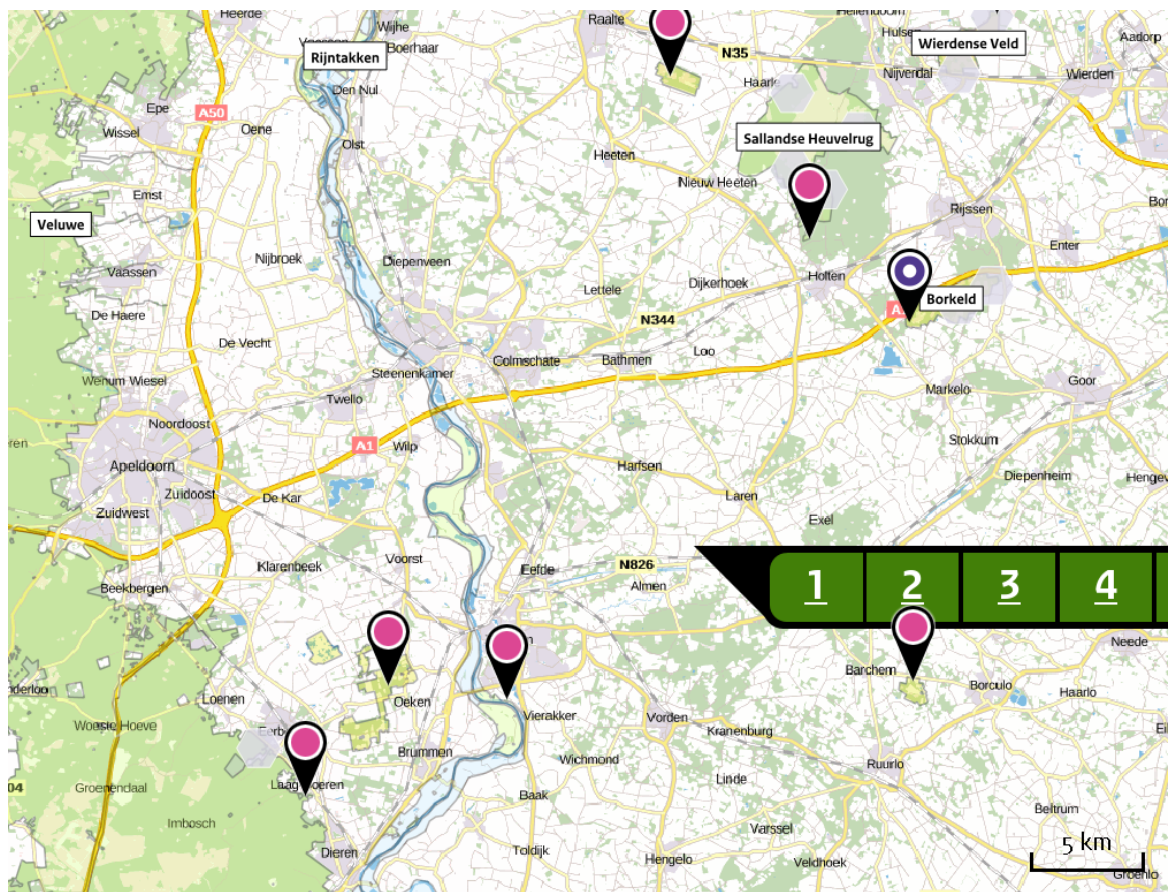 Heerde
Wijhe
Raalte
Hellendoorn
Boerhaar
N35
Wierdense Veld
Aadorp
Rijntakken
Den Nul
Haarle
Nijverdal
Wierden
Epe
A50
Wissel
Oene
Olst
Sallandse Heuvelrug
Heeten
Nieuw Heeten
Emst
Veluwe
Rijssen
Enter
Nijbroek
Diepenveen
Vaassen
Lettele
Dijkerhoek
Holten
Borkeld
De Haere
N344
De Vecht
Colmschate
Bathmen
Loo
Steenenkamer
Wenum Wiesel
Twello
Markelo
Goor
Noordoost
A1
Wilp
Stokkum
Apeldoorn
Harfsen
Diepenheim
Zuidoost
De Kar
Laren
Zuidwest
Exel
Voorst
Klarenbeek
Eefde
N826
Almen
Beekbergen
1
2
3
4
Neede
Barchem
Borculo
Haarlo
Loenen
Oeken
Vierakker
Vorden
Woeste Hoeve
Kranenburg
Brummen
Wichmond
Ruurlo
Linde
Groenendaal
Baak
Beltrum
Imbosch
Varssel
5 km
Dieren
Toldijk
Hengelo
Veldhoek
Groenlo